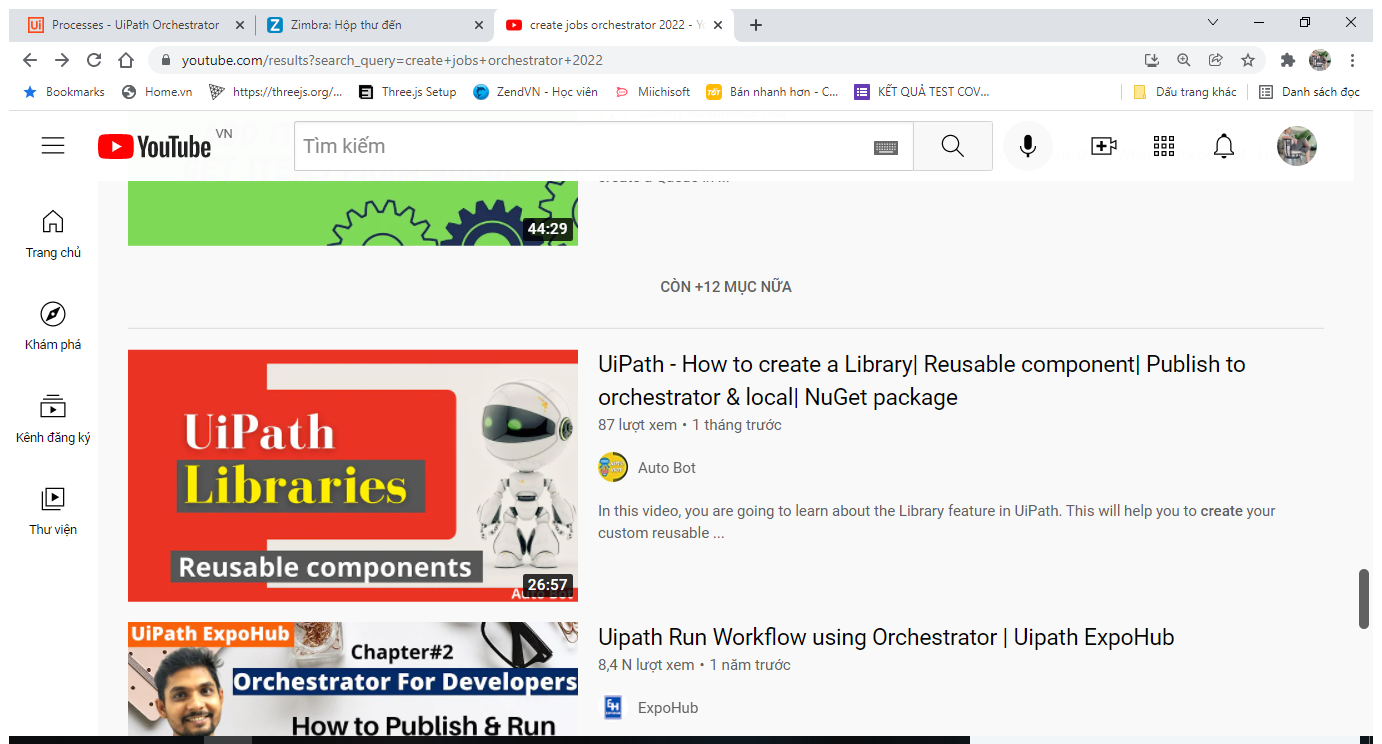 Processes - UiPath Orchestrator
Zimbra: Hộp thư đến
create jobs orchestrator 2022 -
youtube.com/results?search_query=create+jobs+orchestrator+2022
Bookmarks
Home.vn
https://threejs.org/...
Three.js Setup
ZendVN - Học viên
Miichisoft
Bán nhanh hơn - C...
KẾT QUẢ TEST COV...
Dấu trang khác
Danh sách đọc
YouTube VN
Tìm kiếm
Trang chủ
Khám phá
Kênh đăng ký
Thư viện
44:29
CÒN +12 MỤC NỮA
UiPath
Libraries
Reusable components
Auto Bot
26:57
UiPath - How to create a Library| Reusable component| Publish to
orchestrator & local| NuGet package
87 lượt xem • 1 tháng trước
Auto Bot
In this video, you are going to learn about the Library feature in UiPath. This will help you to create your
custom reusable ...
UiPath ExpoHub
Chapter#2
Orchestrator For Developers
How to Publish & Run
Uipath Run Workflow using Orchestrator | Uipath ExpoHub
8,4 N lượt xem • 1 năm trước
ExpoHub